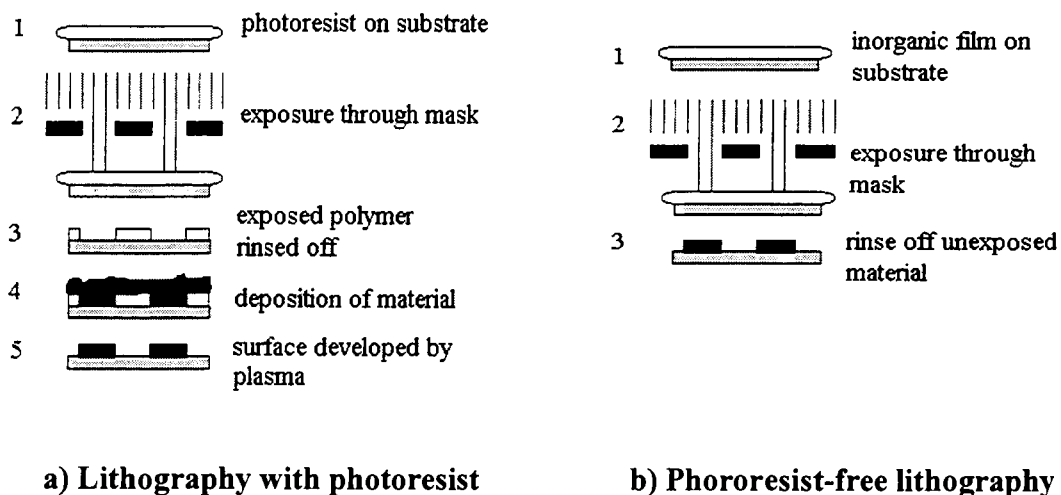 1 photoresist on substrate
2 exposure through mask
3 exposed polymer
rinsed off
4 deposition of material
5 surface developed by
plasma
a) Lithography with photoresist
1 inorganic film on
substrate
2 exposure through
mask
3 rinse off unexposed
material
b) Phororesist-free lithography